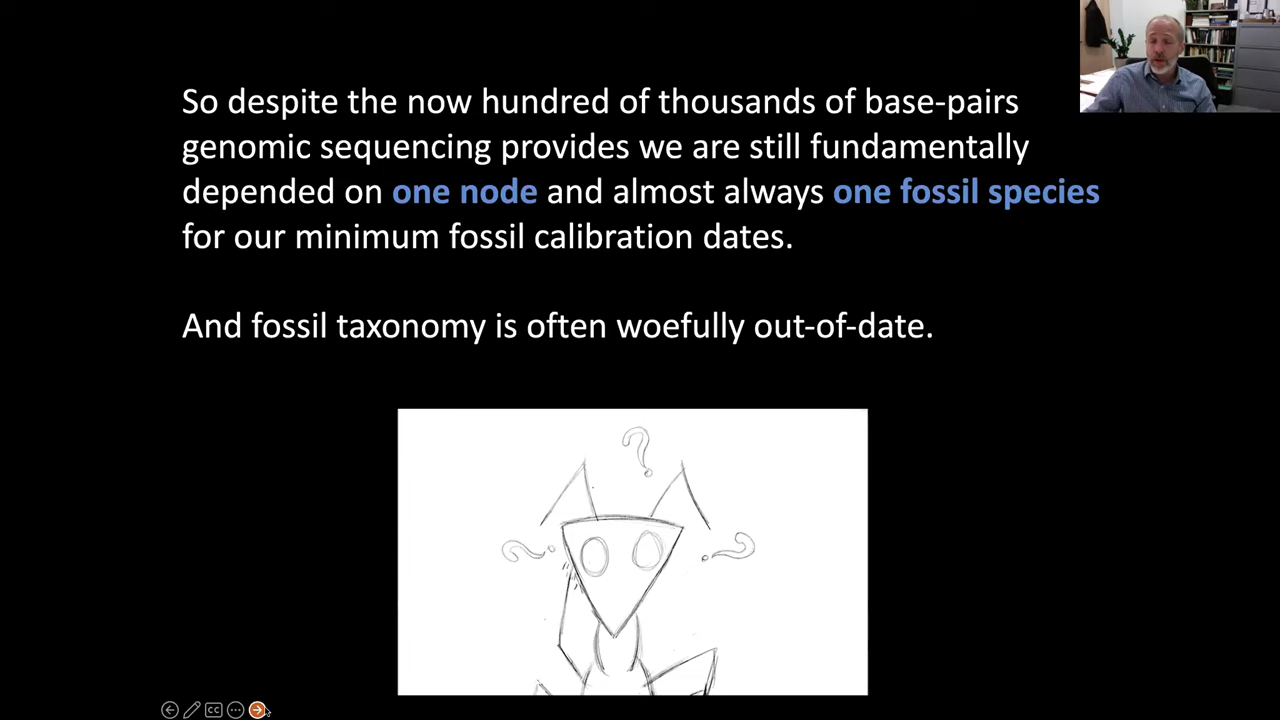 So despite the now hundred of thousands of base-pairs
genomic sequencing provides we are still fundamentally
depended on one node and almost always one fossil species
for our minimum fossil calibration dates.
And fossil taxonomy is often woefully out-of-date.
?
? ?
CC